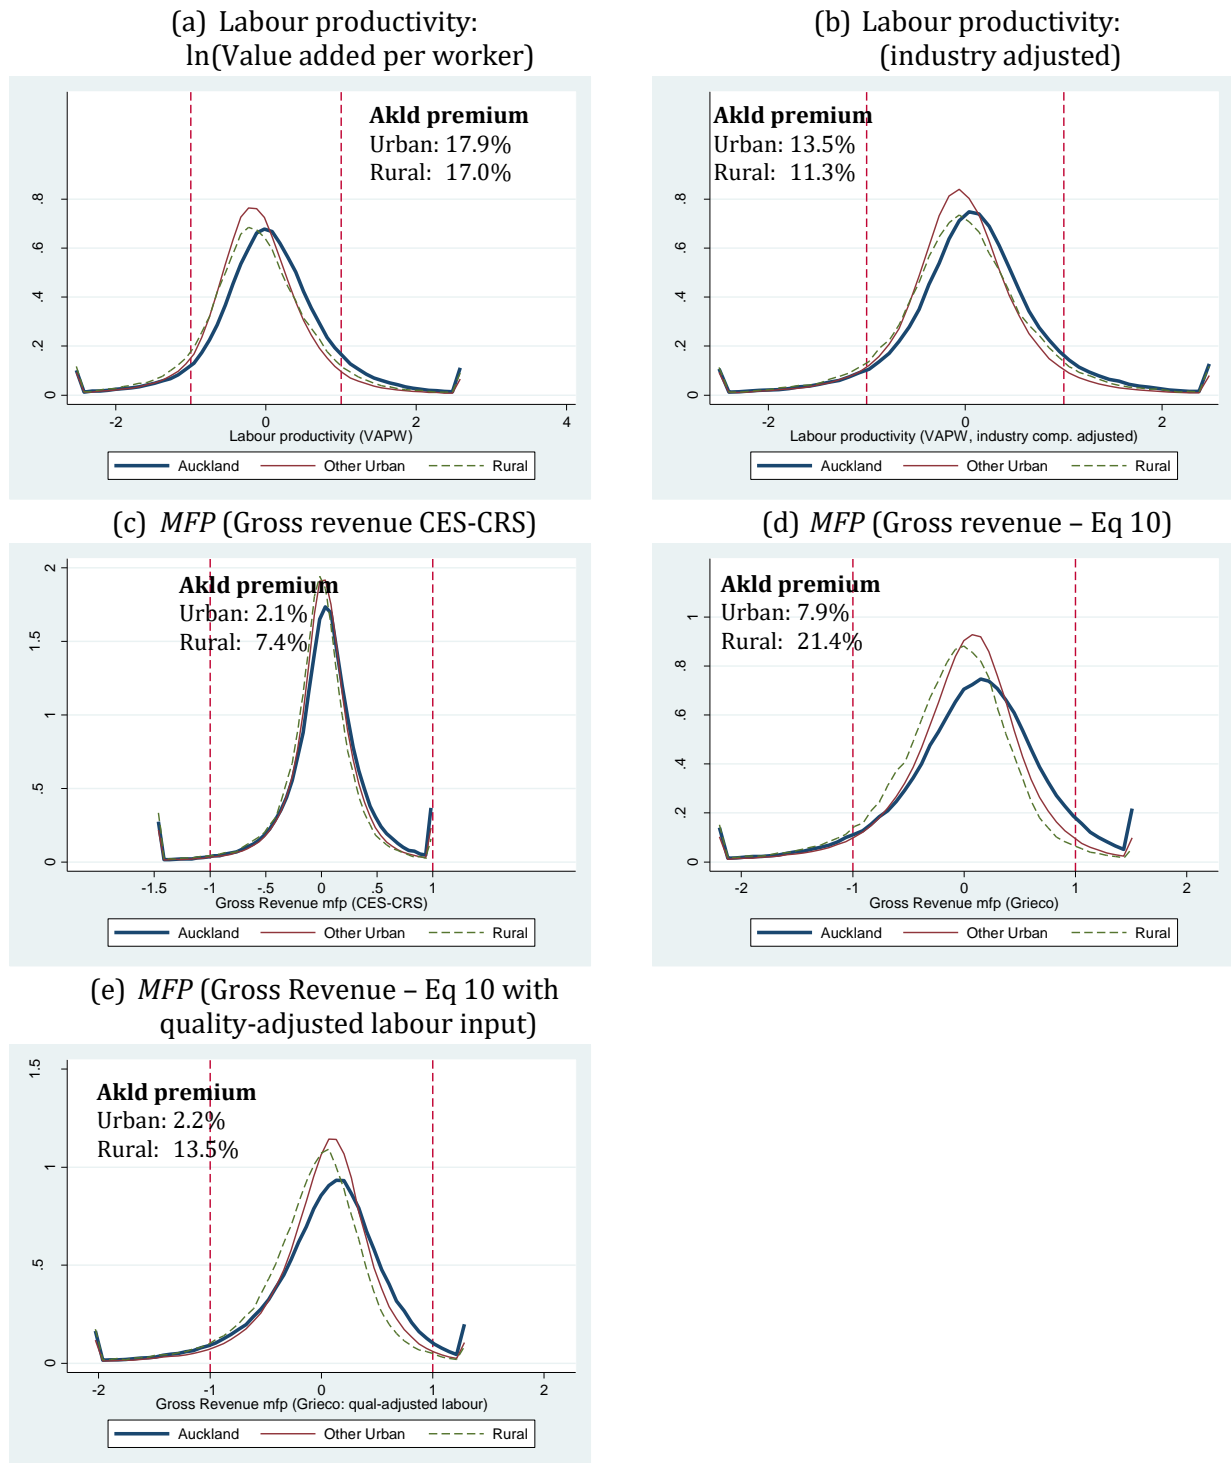 (a) Labour productivity:
ln(Value added per worker)
Akld premium
Urban: 17.9%
Rural: 17.0%
.8
.6
.4
.2
0
-2 0 2 4
Labour productivity (VAPW)
Auckland Other Urban Rural
(b) Labour productivity:
(industry adjusted)
Akld premium
Urban: 13.5%
Rural: 11.3%
.8
.6
.4
.2
0
-2 0 2
Labour productivity (VAPW, industry comp. adjusted)
Auckland Other Urban Rural
(c) MFP (Gross revenue CES-CRS)
Akld premium
Urban: 2.1%
Rural: 7.4%
2
1.5
1
.5
0
-1.5 -1 -.5 0 .5 1
Gross Revenue mfp (CES-CRS)
Auckland Other Urban Rural
(d) MFP (Gross revenue – Eq 10)
Akld premium
Urban: 7.9%
Rural: 21.4%
1
.8
.6
.4
.2
0
-2 -1 0 1 2
Gross Revenue mfp (Grieco)
Auckland Other Urban Rural
(e) MFP (Gross Revenue – Eq 10 with
quality-adjusted labour input)
Akld premium
Urban: 2.2%
Rural: 13.5%
1.5
1
.5
0
-2 -1 0 1 2
Gross Revenue mfp (Grieco: qual-adjusted labour)
Auckland Other Urban Rural